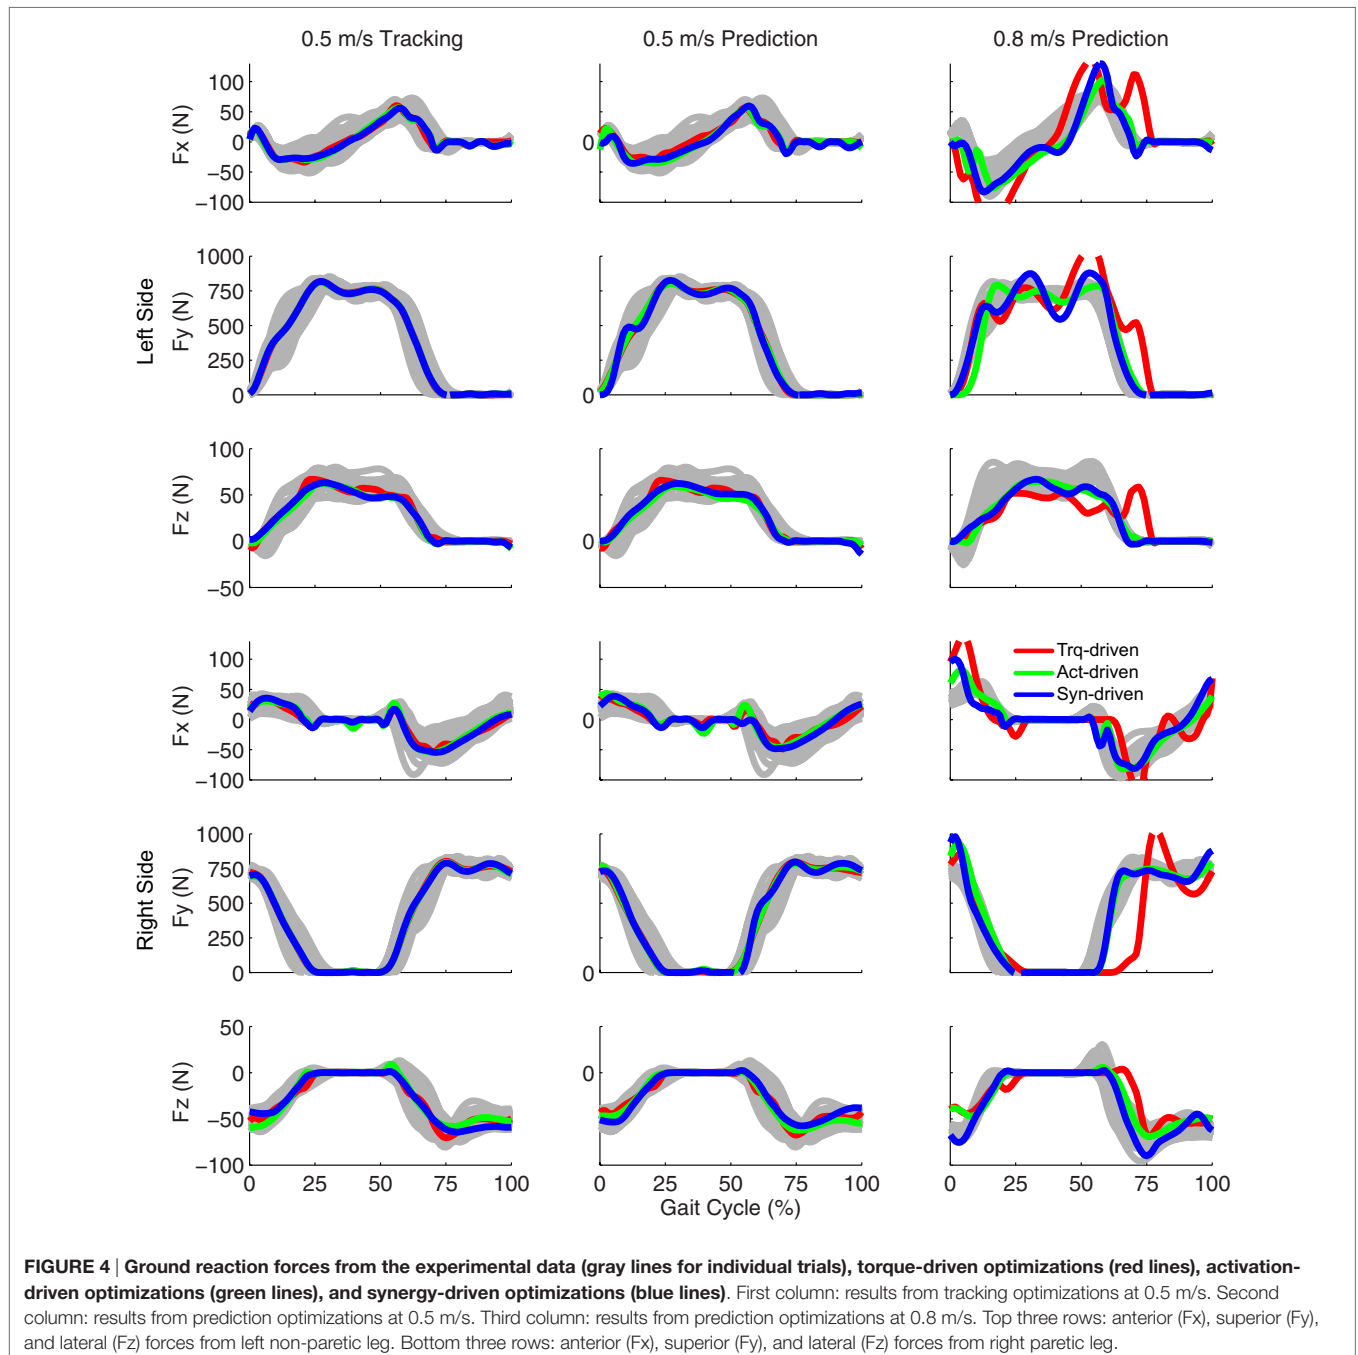 0.5 m/s Tracking 0.5 m/s Prediction 0.8 m/s Prediction
Fx (N)
100
50
0
−50
−100
0
Left Side
Fy (N)
1000
750
500
250
0
0
Fz (N)
100
50
0
−50
0
Fx (N)
100
50
0
−50
−100
0
Trq-driven
Act-driven
Syn-driven
Right Side
Fy (N)
1000
750
500
250
0
0
Fz (N)
50
0
−50
−100
0
0 25 50 75 100 0 25 50 75 100 0 25 50 75 100
Gait Cycle (%)
FIGURE 4 | Ground reaction forces from the experimental data (gray lines for individual trials), torque-driven optimizations (red lines), activation-
driven optimizations (green lines), and synergy-driven optimizations (blue lines). First column: results from tracking optimizations at 0.5 m/s. Second
column: results from prediction optimizations at 0.5 m/s. Third column: results from prediction optimizations at 0.8 m/s. Top three rows: anterior (Fx), superior (Fy),
and lateral (Fz) forces from left non-paretic leg. Bottom three rows: anterior (Fx), superior (Fy), and lateral (Fz) forces from right paretic leg.